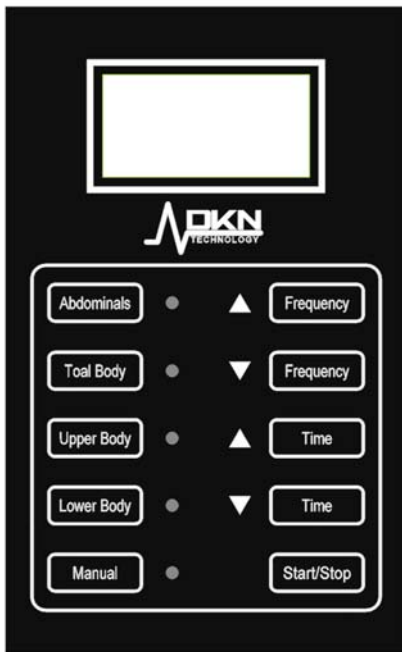 DKN
TECHNOLOGY
Abdominals ▲ Frequency
Toal Body ▼ Frequency
Upper Body ▲ Time
Lower Body ▼ Time
Manual Start/Stop